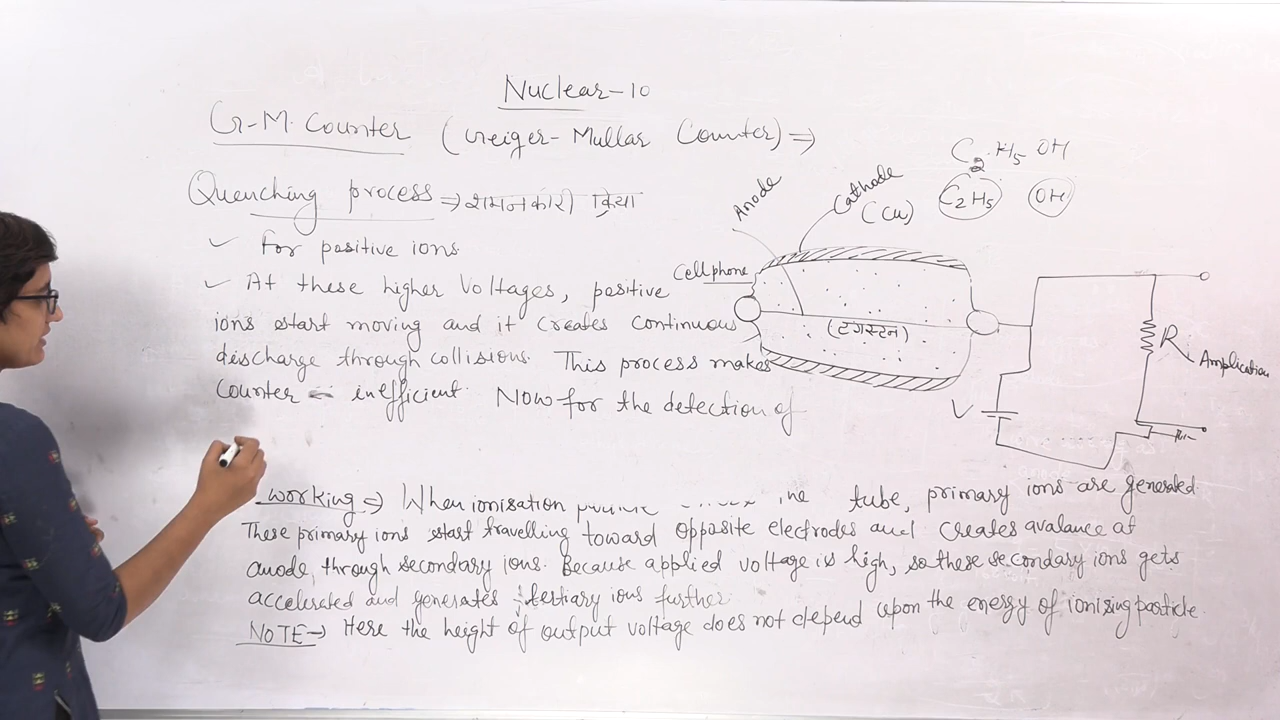 Nuclear-10
G-M. Counter (Geiger-Mullar Counter) ⇒
C2 H5 OH
C2H5 OH
Quenching process ⇒ शमनकारी क्रिया
✓ For positive ions
✓ At these higher Voltages, positive
ions start moving and it creates continuous
discharge through collisions. This process makes
Counter inefficient. Now for the detection of
Anode
Cathode
(Cu)
Cellphone
(टंगस्टन)
R
Amplication
V
working ⇒ When ionisation tube, primary ions are generated.
These primary ions start travelling toward opposite electrodes and creates avalance at
anode, through secondary ions. Because applied voltage is high, so these secondary ions gets
accelerated and generates tertiary ions further.
NOTE → Here the height of output voltage does not depend upon the energy of ionising particle.